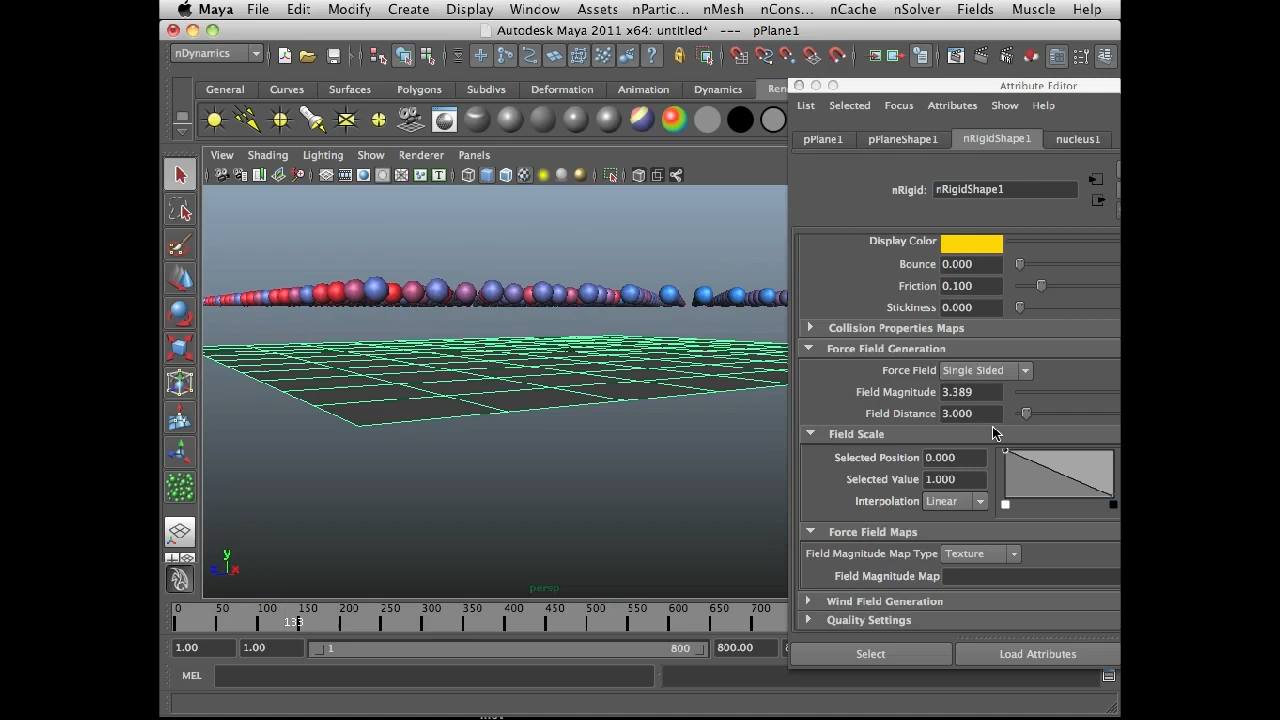 Maya File Edit Modify Create Display Window Assets nPartic... nMesh nCons... nCache nSolver Fields Muscle Help
Autodesk Maya 2011 x64: untitled* --- pPlane1
nDynamics
Attribute Editor
General Curves Surfaces Polygons Subdivs Deformation Animation Dynamics
List Selected Focus Attributes Show Help
pPlane1 pPlaneShape1 nRigidShape1 nucleus1
View Shading Lighting Show Renderer Panels
nRigid: nRigidShape1
Display Color
Bounce 0.000
Friction 0.100
Stickiness 0.000
Collision Properties Maps
Force Field Generation
Force Field Single Sided
Field Magnitude 3.389
Field Distance 3.000
Field Scale
Selected Position 0.000
Selected Value 1.000
Interpolation Linear
Force Field Maps
Field Magnitude Map Type Texture
Field Magnitude Map
Wind Field Generation
Quality Settings
Select Load Attributes
y
z x
persp
0 50 100 150 200 250 300 350 400 450 500 550 600 650 700
133
1.00 1.00 1 800 800.00
MEL